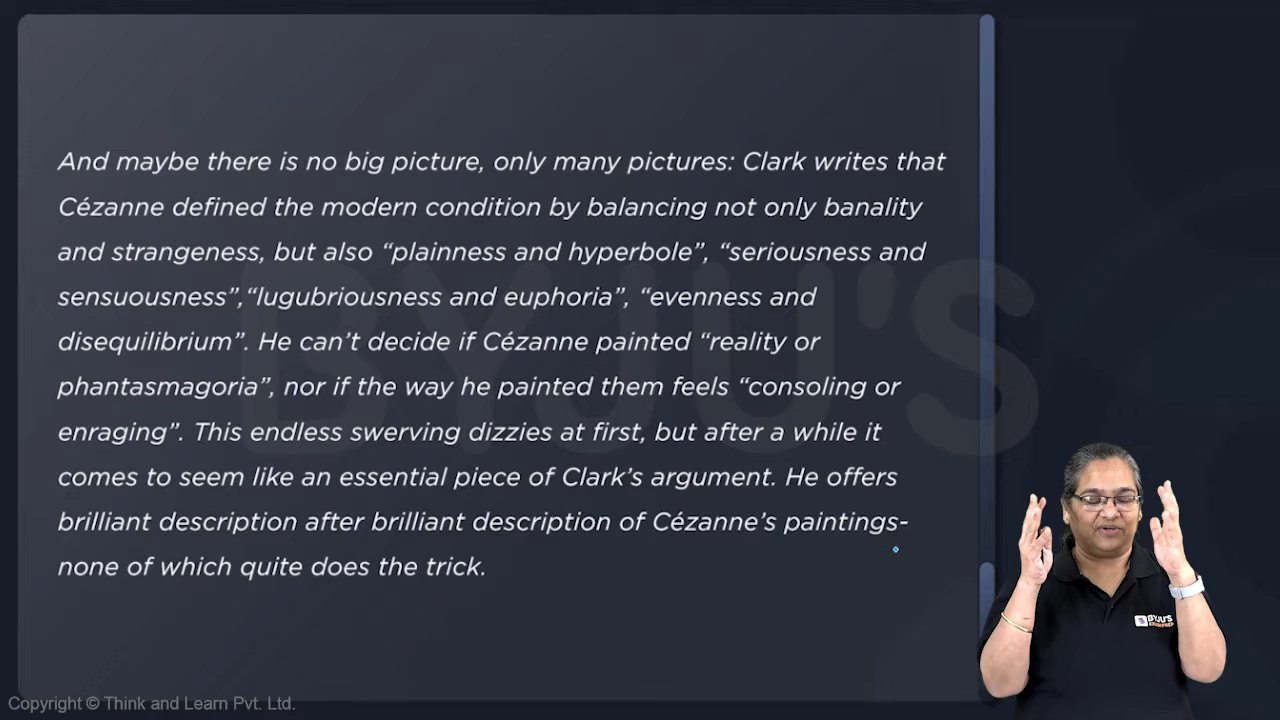 And maybe there is no big picture, only many pictures: Clark writes that
Cézanne defined the modern condition by balancing not only banality
and strangeness, but also “plainness and hyperbole”, “seriousness and
sensuousness”,“lugubriousness and euphoria”, “evenness and
disequilibrium”. He can’t decide if Cézanne painted “reality or
phantasmagoria”, nor if the way he painted them feels “consoling or
enraging”. This endless swerving dizzies at first, but after a while it
comes to seem like an essential piece of Clark’s argument. He offers
brilliant description after brilliant description of Cézanne’s paintings-
none of which quite does the trick.
BYJU'S
BYJU'S
EXAM PREP
Copyright © Think and Learn Pvt. Ltd.